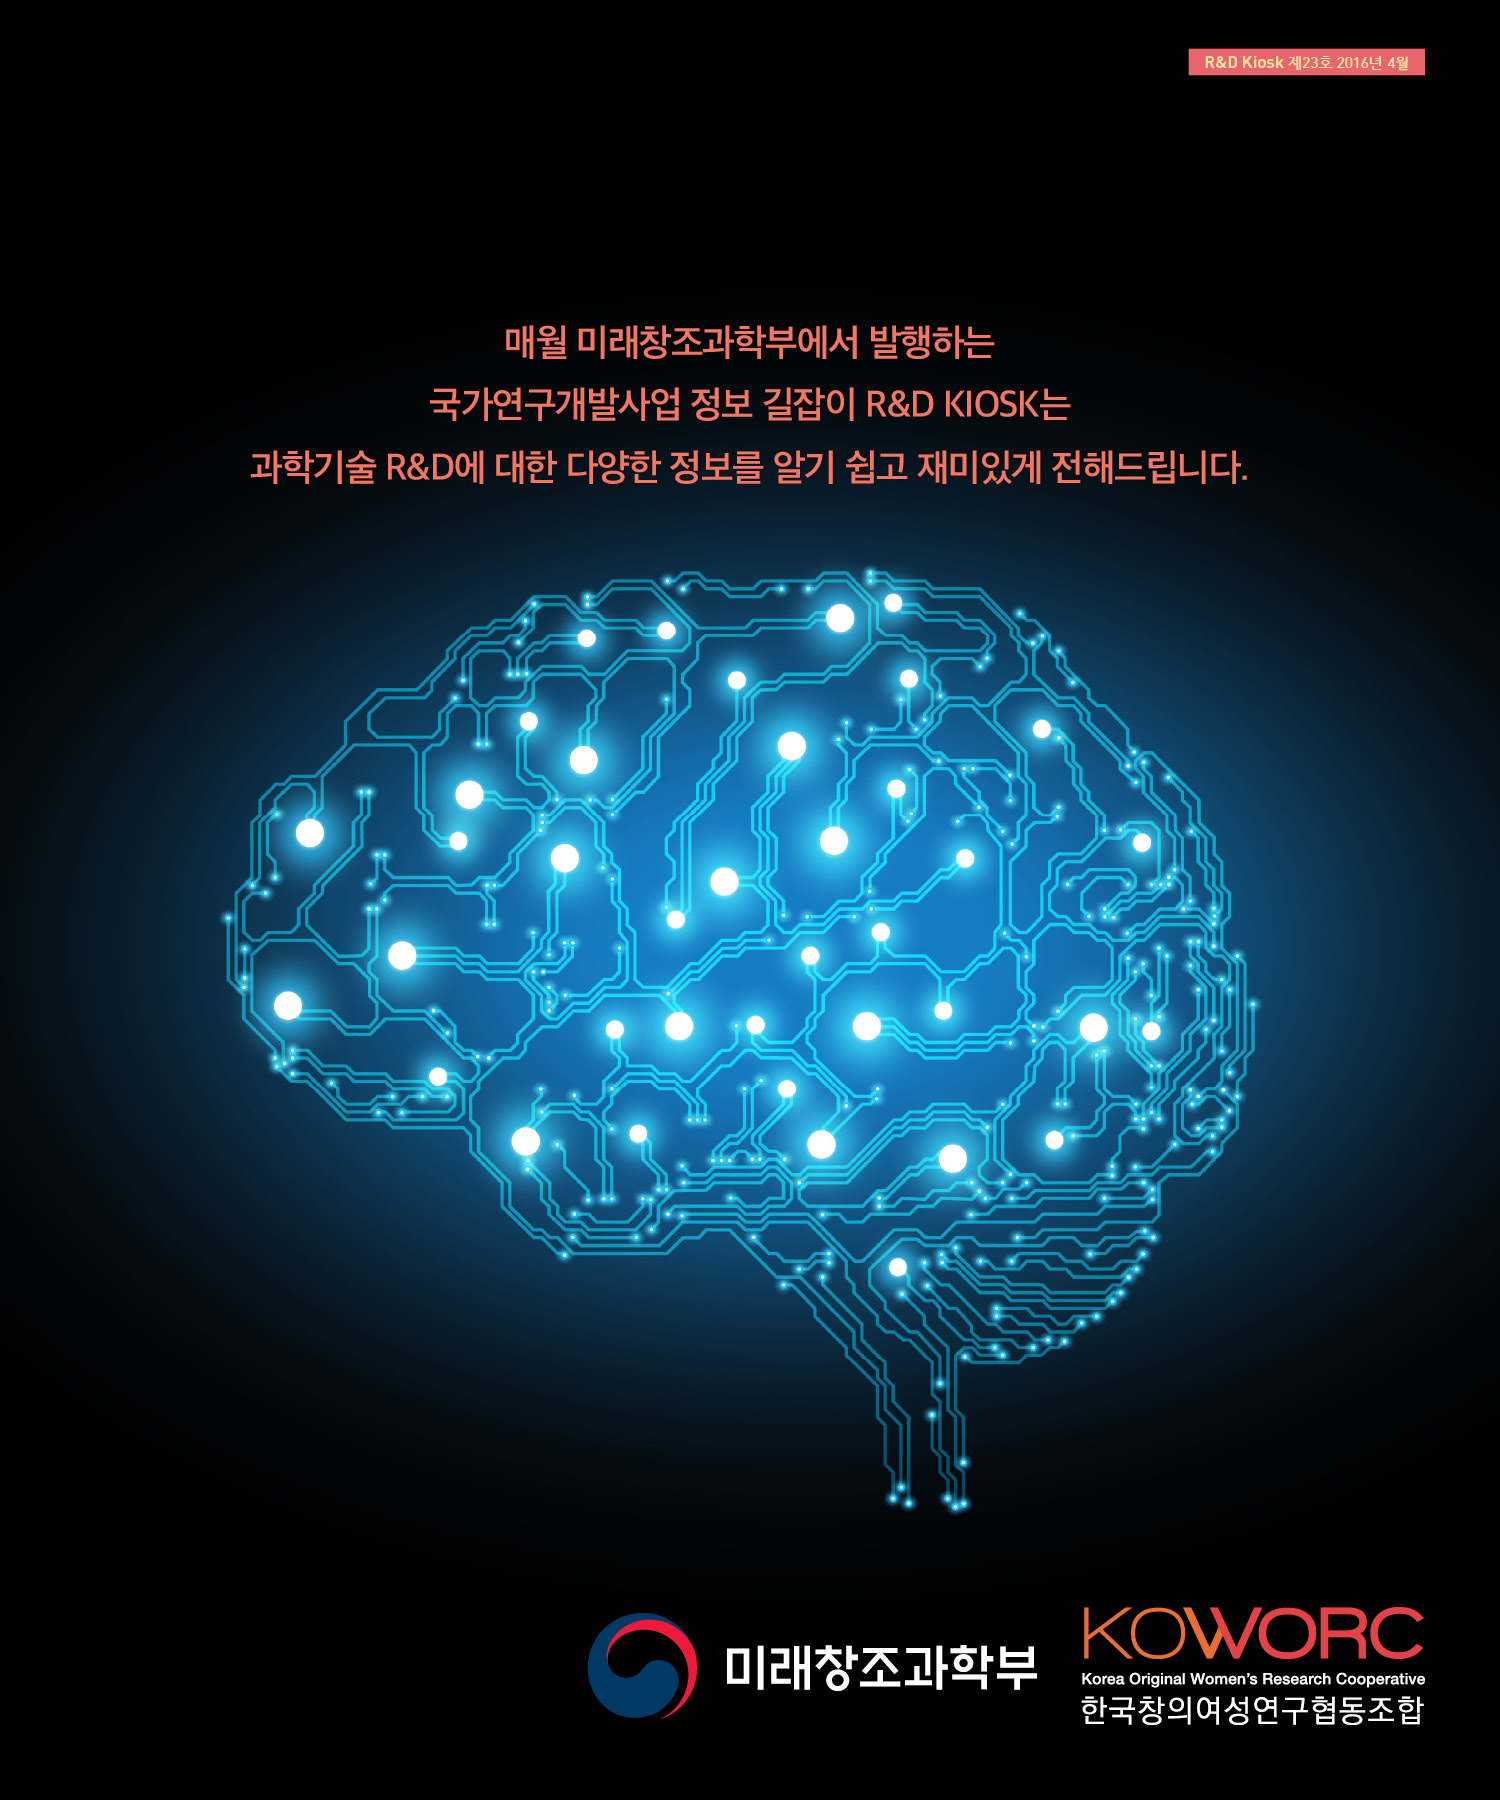 R&D Kiosk 제23호 2016년 4월
매월 미래창조과학부에서 발행하는
국가연구개발사업 정보 길잡이 R&D KIOSK는
과학기술 R&D에 대한 다양한 정보를 알기 쉽고 재미있게 전해드립니다.
미래창조과학부
KOWORC
Korea Original Women's Research Cooperative
한국창의여성연구협동조합